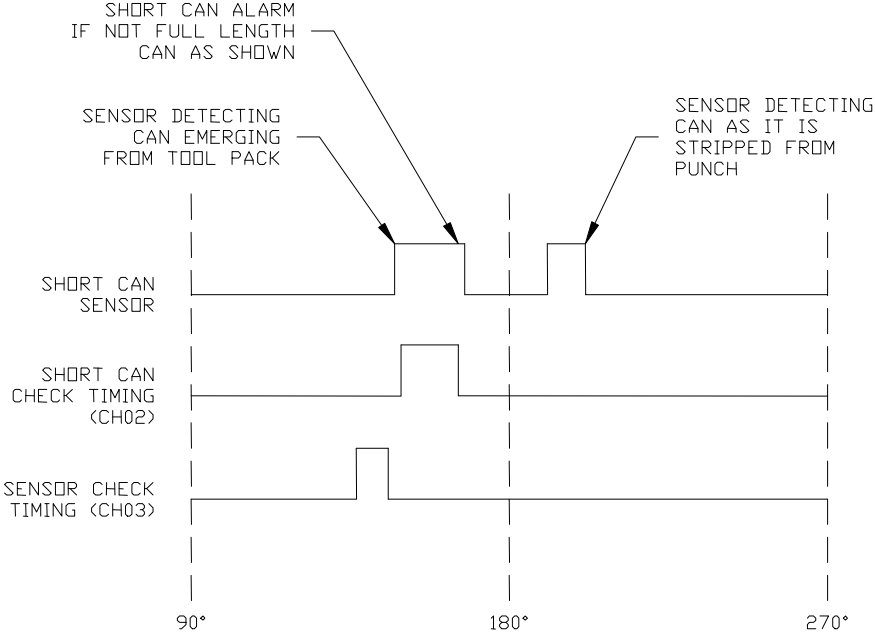 SHORT CAN ALARM
IF NOT FULL LENGTH
CAN AS SHOWN
SENSOR DETECTING
CAN EMERGING
FROM TOOL PACK
SENSOR DETECTING
CAN AS IT IS
STRIPPED FROM
PUNCH
SHORT CAN
SENSOR
SHORT CAN
CHECK TIMING
(CH02)
SENSOR CHECK
TIMING (CH03)
90°
180°
270°